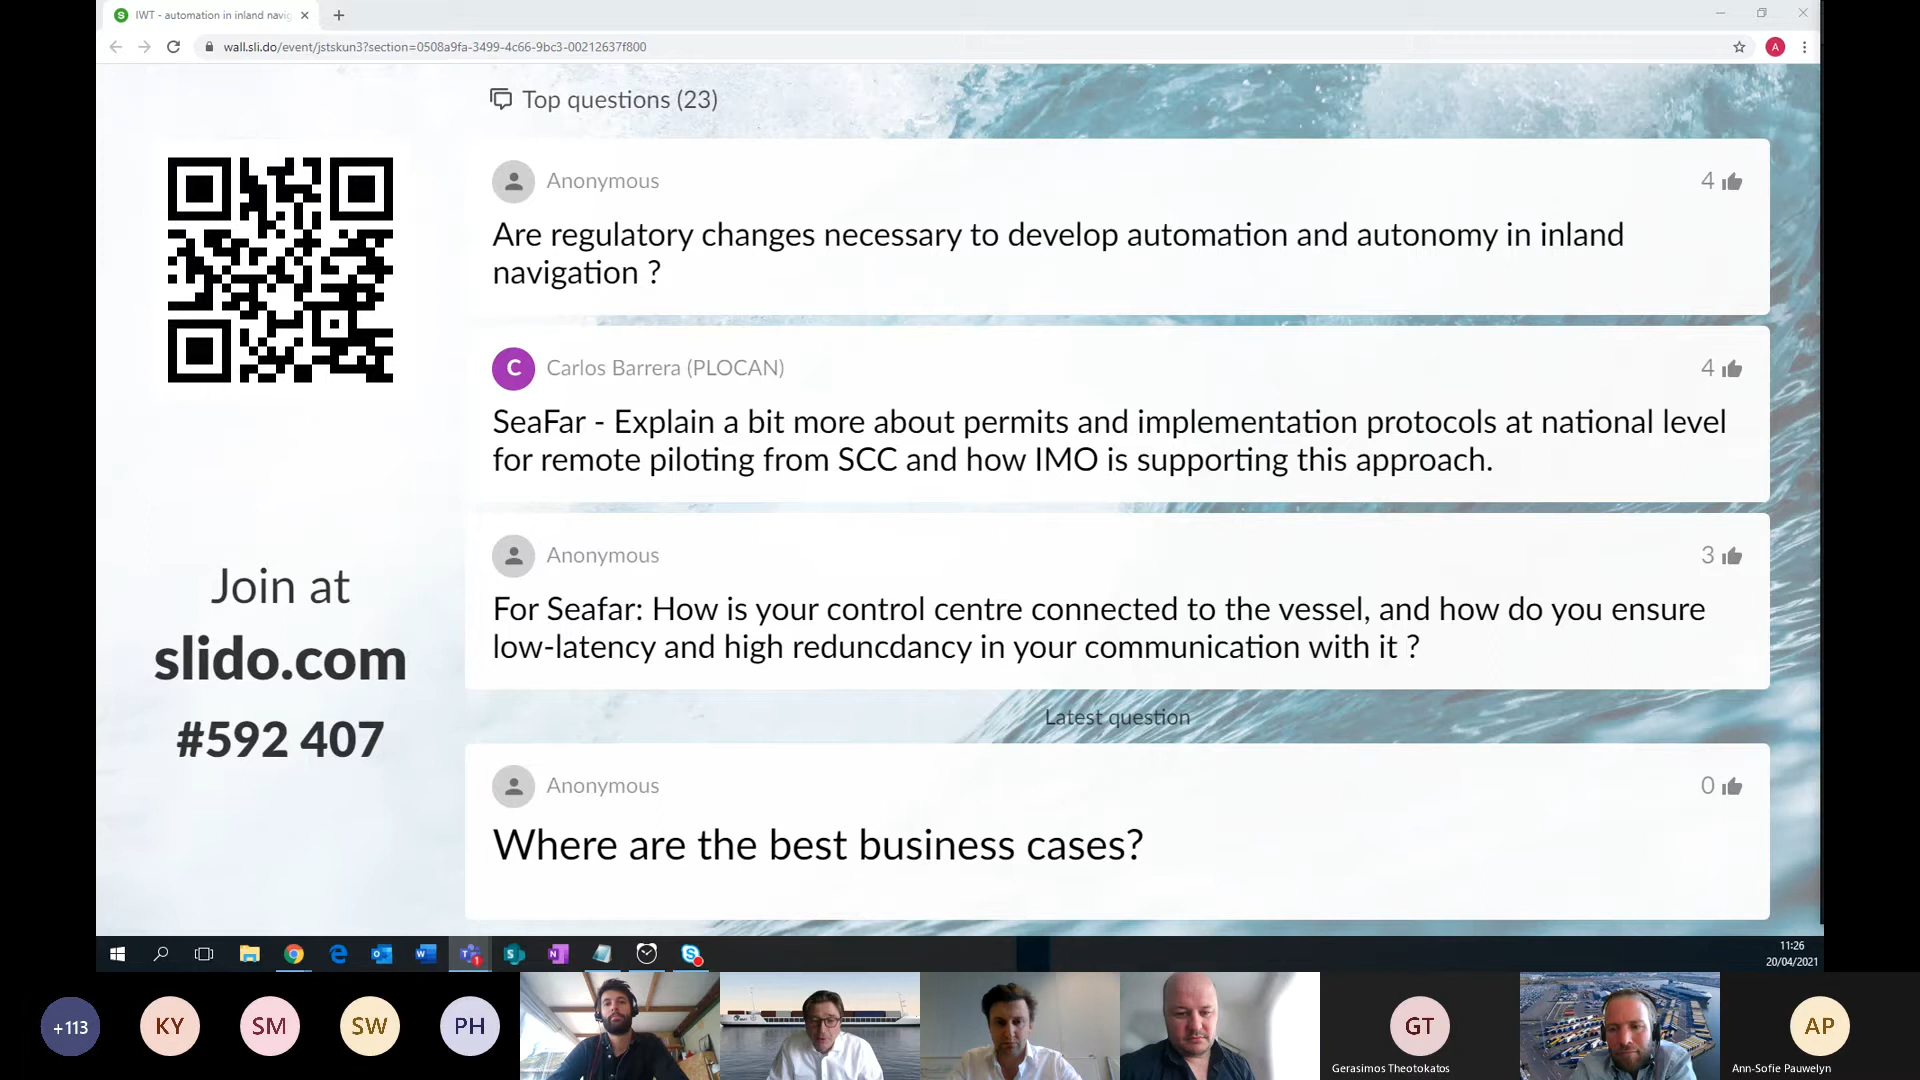 IWT - automation in inland navig
wall.sli.do/event/jstskun3?section=0508a9fa-3499-4c66-9bc3-00212637f800
A
Top questions (23)
Anonymous
4
Are regulatory changes necessary to develop automation and autonomy in inland
navigation ?
C
Carlos Barrera (PLOCAN)
4
SeaFar - Explain a bit more about permits and implementation protocols at national level
for remote piloting from SCC and how IMO is supporting this approach.
Anonymous
3
For Seafar: How is your control centre connected to the vessel, and how do you ensure
low-latency and high reduncdancy in your communication with it ?
Latest question
Anonymous
0
Where are the best business cases?
Join at
slido.com
#592 407
11:26
20/04/2021
+113
KY
SM
SW
PH
GT
Gerasimos Theotokatos
AP
Ann-Sofie Pauwelyn